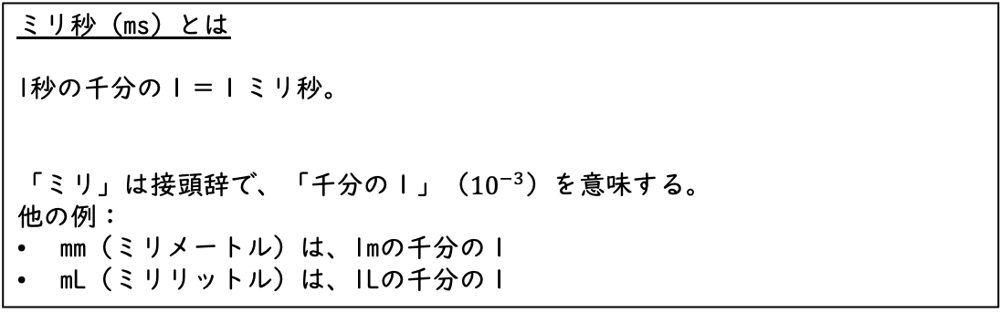 ミリ秒（ms）とは
1秒の千分の１＝１ミリ秒。
「ミリ」は接頭辞で、「千分の１」（10⁻³）を意味する。
他の例：
• mm（ミリメートル）は、1mの千分の１
• mL（ミリリットル）は、1Lの千分の１